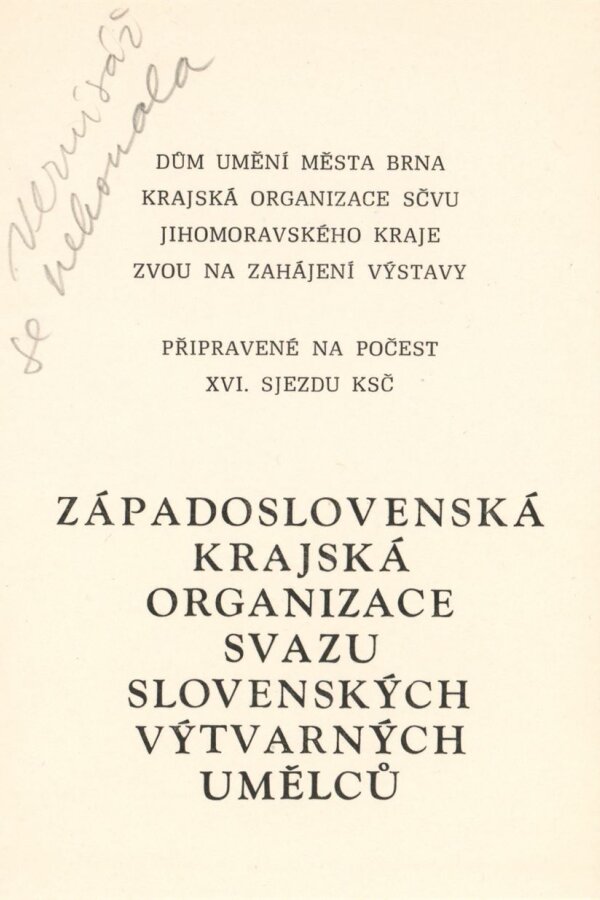 Vernisáž
se nekonala
DŮM UMĚNÍ MĚSTA BRNA
KRAJSKÁ ORGANIZACE SČVU
JIHOMORAVSKÉHO KRAJE
ZVOU NA ZAHÁJENÍ VÝSTAVY
PŘIPRAVENÉ NA POČEST
XVI. SJEZDU KSČ
ZÁPADOSLOVENSKÁ
KRAJSKÁ
ORGANIZACE
SVAZU
SLOVENSKÝCH
VÝTVARNÝCH
UMĚLCŮ